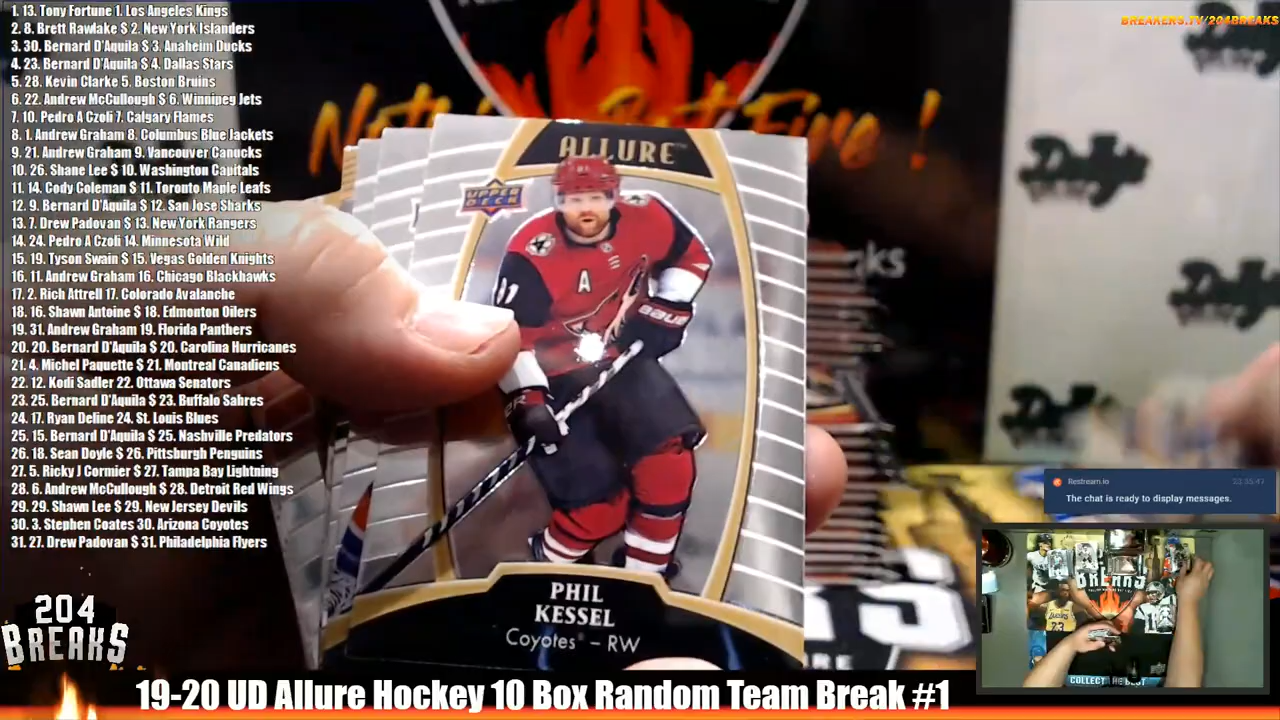 1. 13. Tony Fortune 1. Los Angeles Kings
2. 8. Brett Rawlake $ 2. New York Islanders
3. 30. Bernard D'Aquila $ 3. Anaheim Ducks
4. 23. Bernard D'Aquila $ 4. Dallas Stars
5. 28. Kevin Clarke 5. Boston Bruins
6. 22. Andrew McCullough $ 6. Winnipeg Jets
7. 10. Pedro A Czoli 7. Calgary Flames
8. 1. Andrew Graham 8. Columbus Blue Jackets
9. 21. Andrew Graham 9. Vancouver Canucks
10. 26. Shane Lee $ 10. Washington Capitals
11. 14. Cody Coleman $ 11. Toronto Maple Leafs
12. 9. Bernard D'Aquila $ 12. San Jose Sharks
13. 7. Drew Padovan $ 13. New York Rangers
14. 24. Pedro A Czoli 14. Minnesota Wild
15. 19. Tyson Swain $ 15. Vegas Golden Knights
16. 11. Andrew Graham 16. Chicago Blackhawks
17. 2. Rich Attrell 17. Colorado Avalanche
18. 16. Shawn Antoine $ 18. Edmonton Oilers
19. 31. Andrew Graham 19. Florida Panthers
20. 20. Bernard D'Aquila $ 20. Carolina Hurricanes
21. 4. Michel Paquette $ 21. Montreal Canadiens
22. 12. Kodi Sadler 22. Ottawa Senators
23. 25. Bernard D'Aquila $ 23. Buffalo Sabres
24. 17. Ryan Deline 24. St. Louis Blues
25. 15. Bernard D'Aquila $ 25. Nashville Predators
26. 18. Sean Doyle $ 26. Pittsburgh Penguins
27. 5. Ricky J Cormier $ 27. Tampa Bay Lightning
28. 6. Andrew McCullough $ 28. Detroit Red Wings
29. 29. Shawn Lee $ 29. New Jersey Devils
30. 3. Stephen Coates 30. Arizona Coyotes
31. 27. Drew Padovan $ 31. Philadelphia Flyers
BREAKERS.TV/204BREAKS
Fire !
ALLURE
UPPER DECK
A
BAUER
PHIL
KESSEL
Coyotes - RW
Restream.io
The chat is ready to display messages.
BREAKS
23
COLLECT THE BEST
204
BREAKS
19-20 UD Allure Hockey 10 Box Random Team Break #1